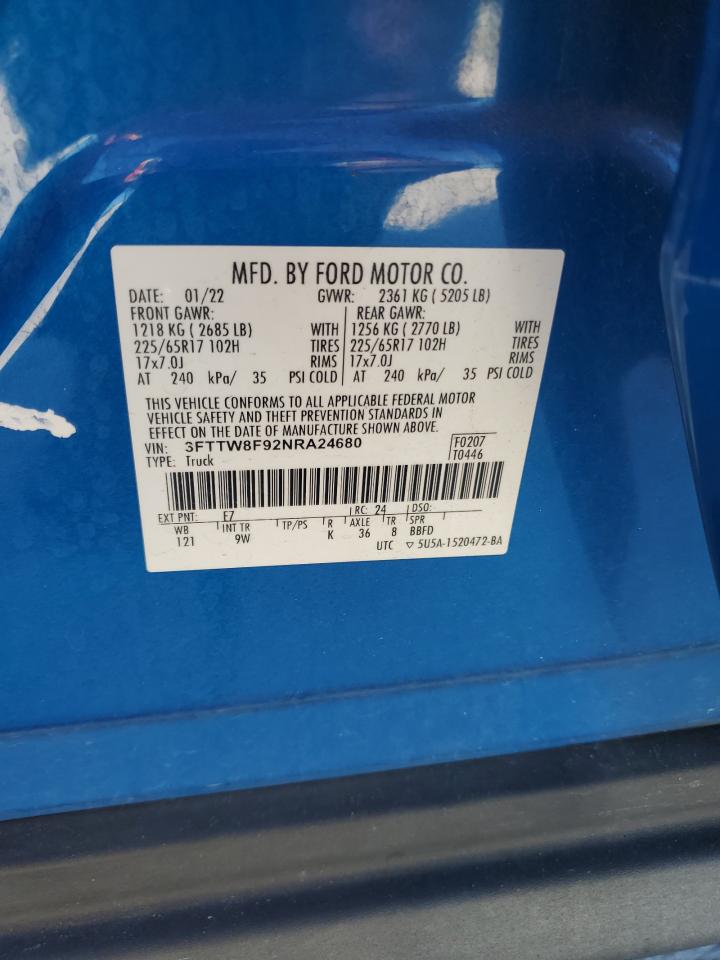 MFD. BY FORD MOTOR CO.
DATE: 01/22 GVWR: 2361 KG ( 5205 LB)
FRONT GAWR: REAR GAWR:
1218 KG ( 2685 LB) WITH 1256 KG ( 2770 LB) WITH
225/65R17 102H TIRES 225/65R17 102H TIRES
17x7.0J RIMS 17x7.0J RIMS
AT 240 kPa/ 35 PSI COLD AT 240 kPa/ 35 PSI COLD
THIS VEHICLE CONFORMS TO ALL APPLICABLE FEDERAL MOTOR
VEHICLE SAFETY AND THEFT PREVENTION STANDARDS IN
EFFECT ON THE DATE OF MANUFACTURE SHOWN ABOVE.
VIN: 3FTTW8F92NRA24680 F0207
TYPE: Truck T0446
EXT PNT: E7 RC: 24 DSO:
WB INT TR TP/PS R AXLE TR SPR
121 9W K 36 8 BBFD
UTC ▽ 5U5A-1520472-BA